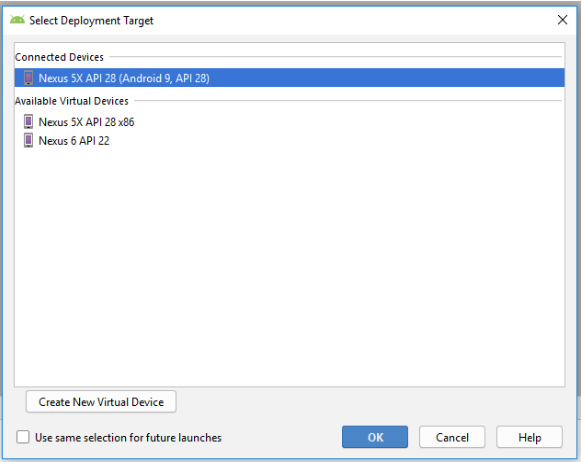 Select Deployment Target
Connected Devices
Nexus 5X API 28 (Android 9, API 28)
Available Virtual Devices
Nexus 5X API 28 x86
Nexus 6 API 22
Create New Virtual Device
Use same selection for future launches
OK
Cancel
Help